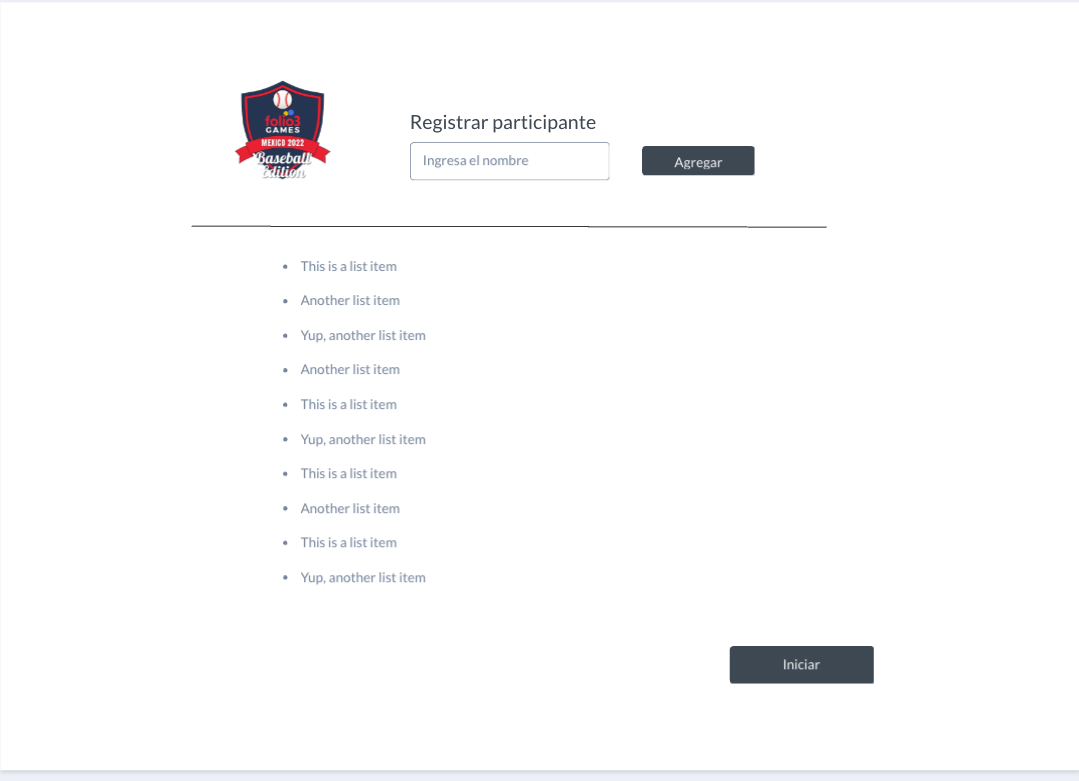 folio3
GAMES
MEXICO 2022
Baseball
Edition
Registrar participante
Ingresa el nombre
Agregar
• This is a list item
• Another list item
• Yup, another list item
• Another list item
• This is a list item
• Yup, another list item
• This is a list item
• Another list item
• This is a list item
• Yup, another list item
Iniciar